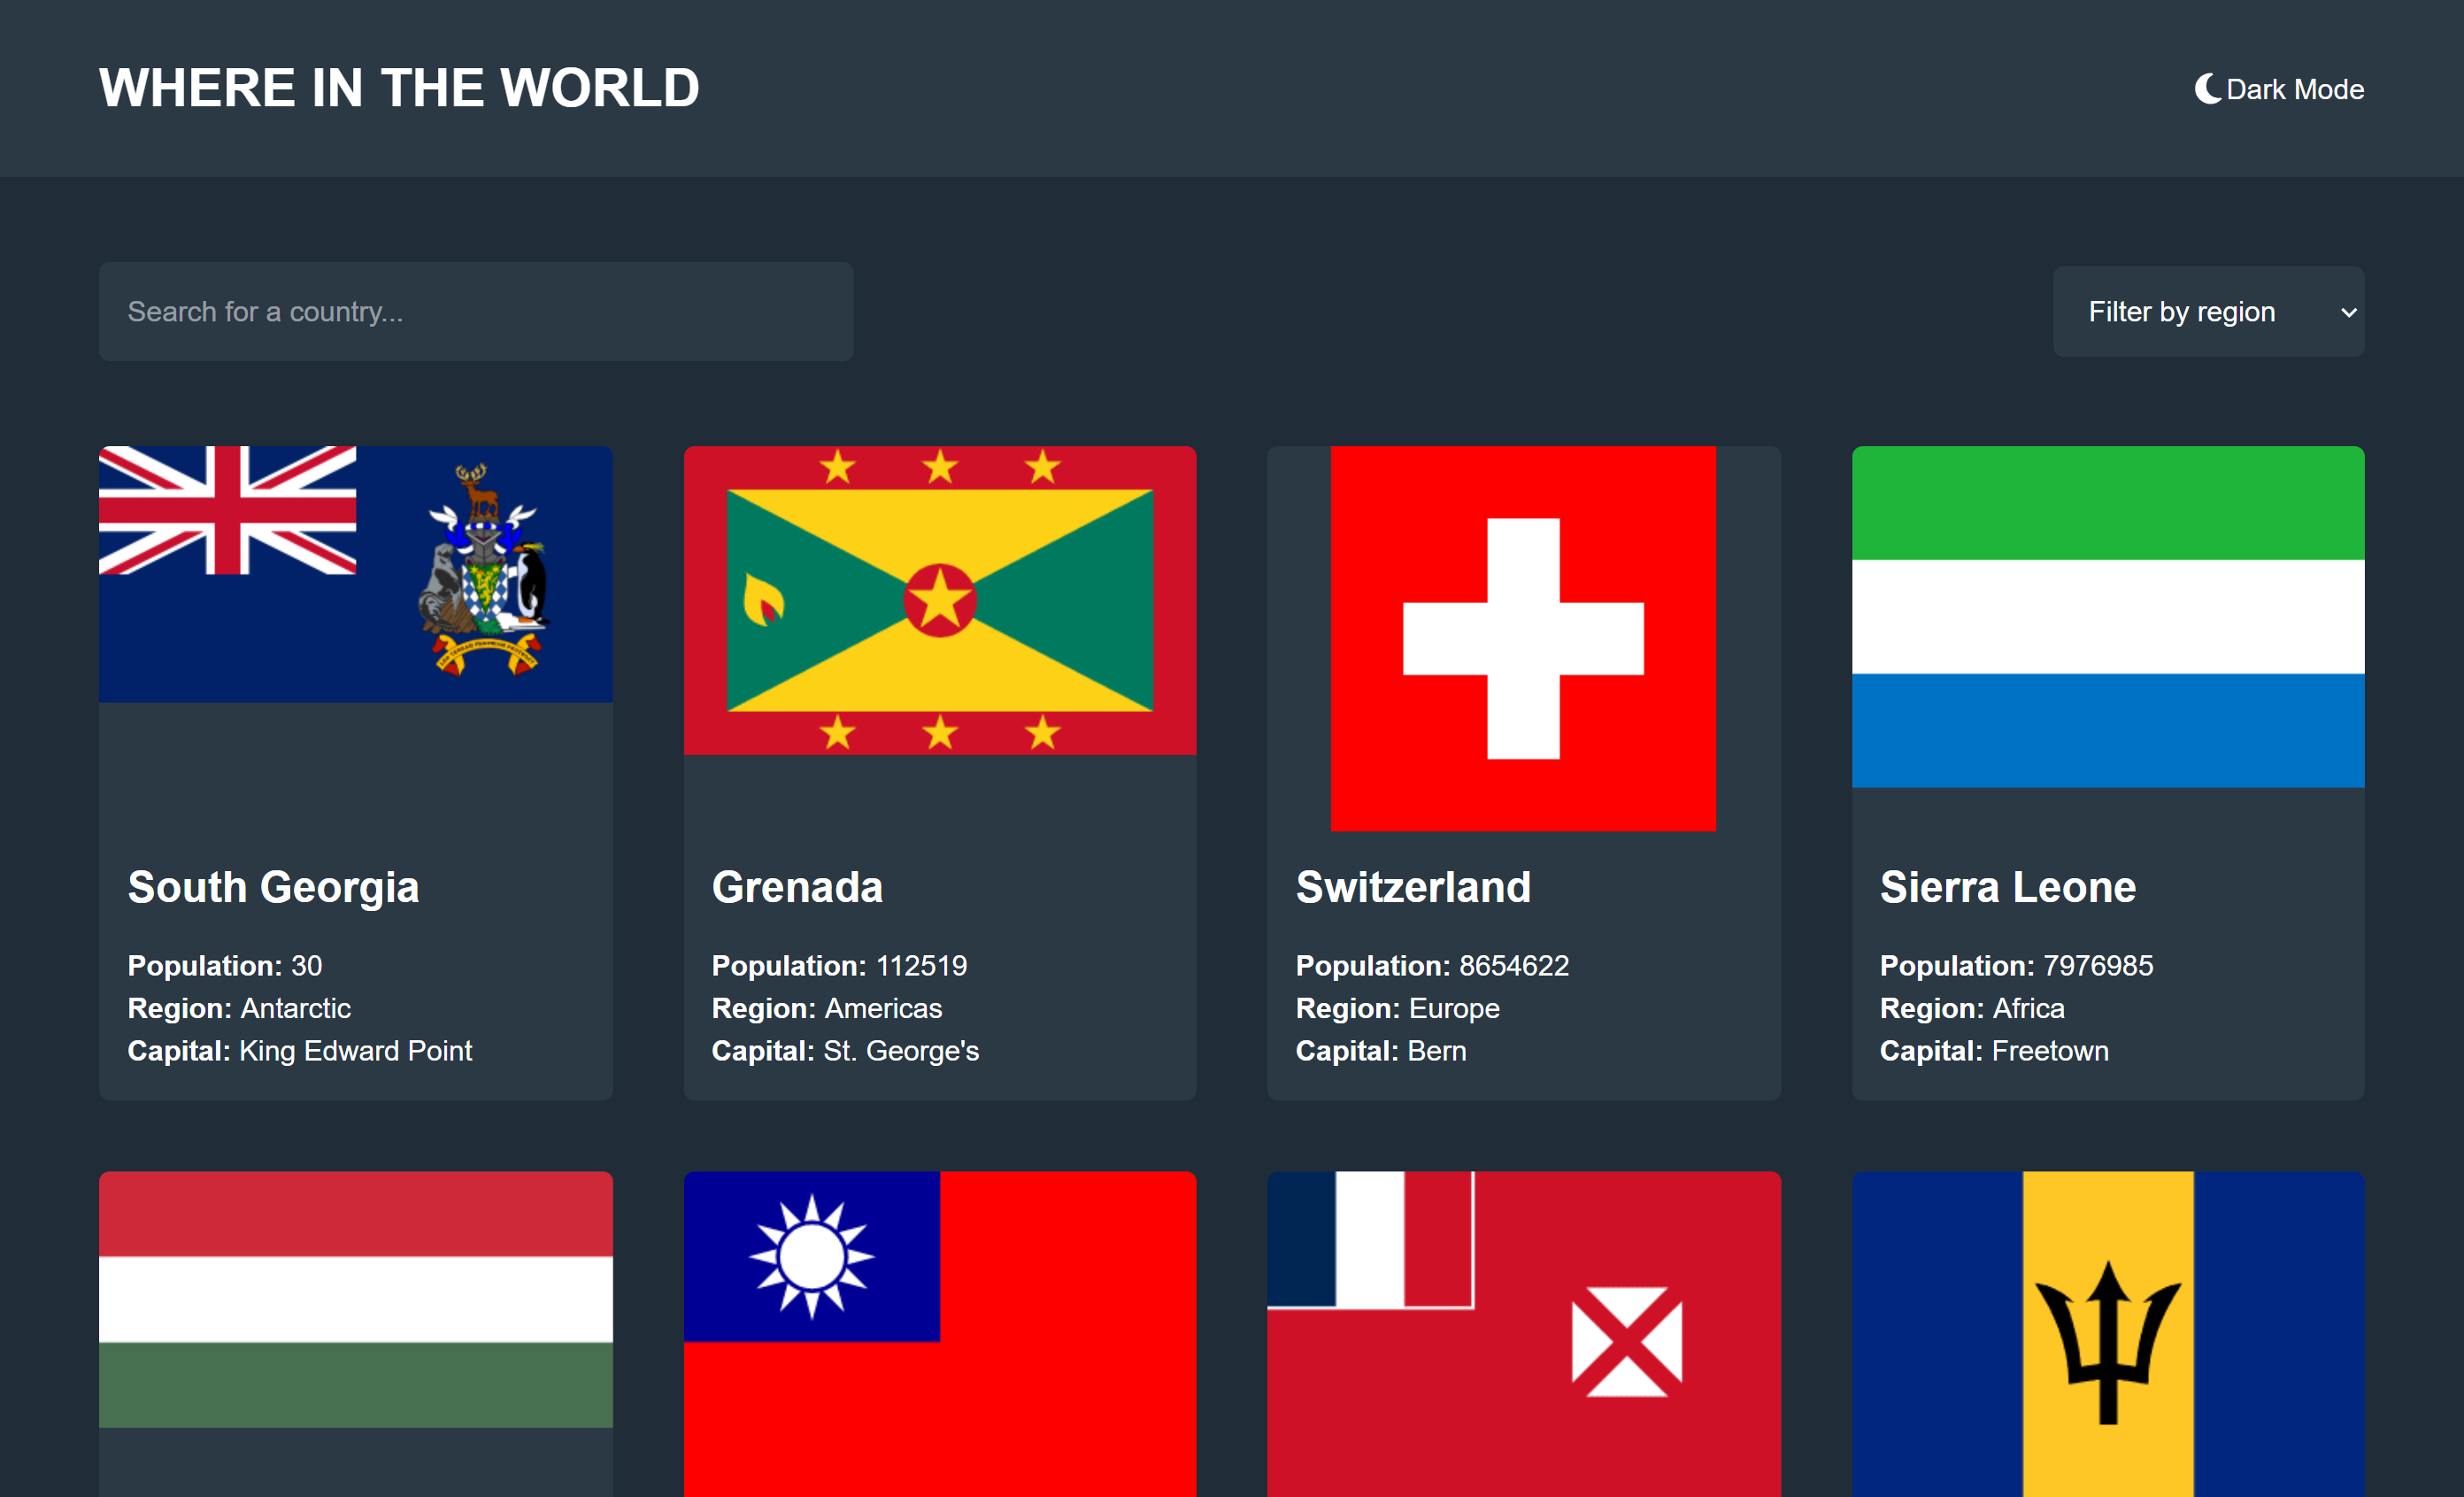 WHERE IN THE WORLD
Dark Mode
Search for a country...
Filter by region
South Georgia
Population: 30
Region: Antarctic
Capital: King Edward Point
Grenada
Population: 112519
Region: Americas
Capital: St. George's
Switzerland
Population: 8654622
Region: Europe
Capital: Bern
Sierra Leone
Population: 7976985
Region: Africa
Capital: Freetown